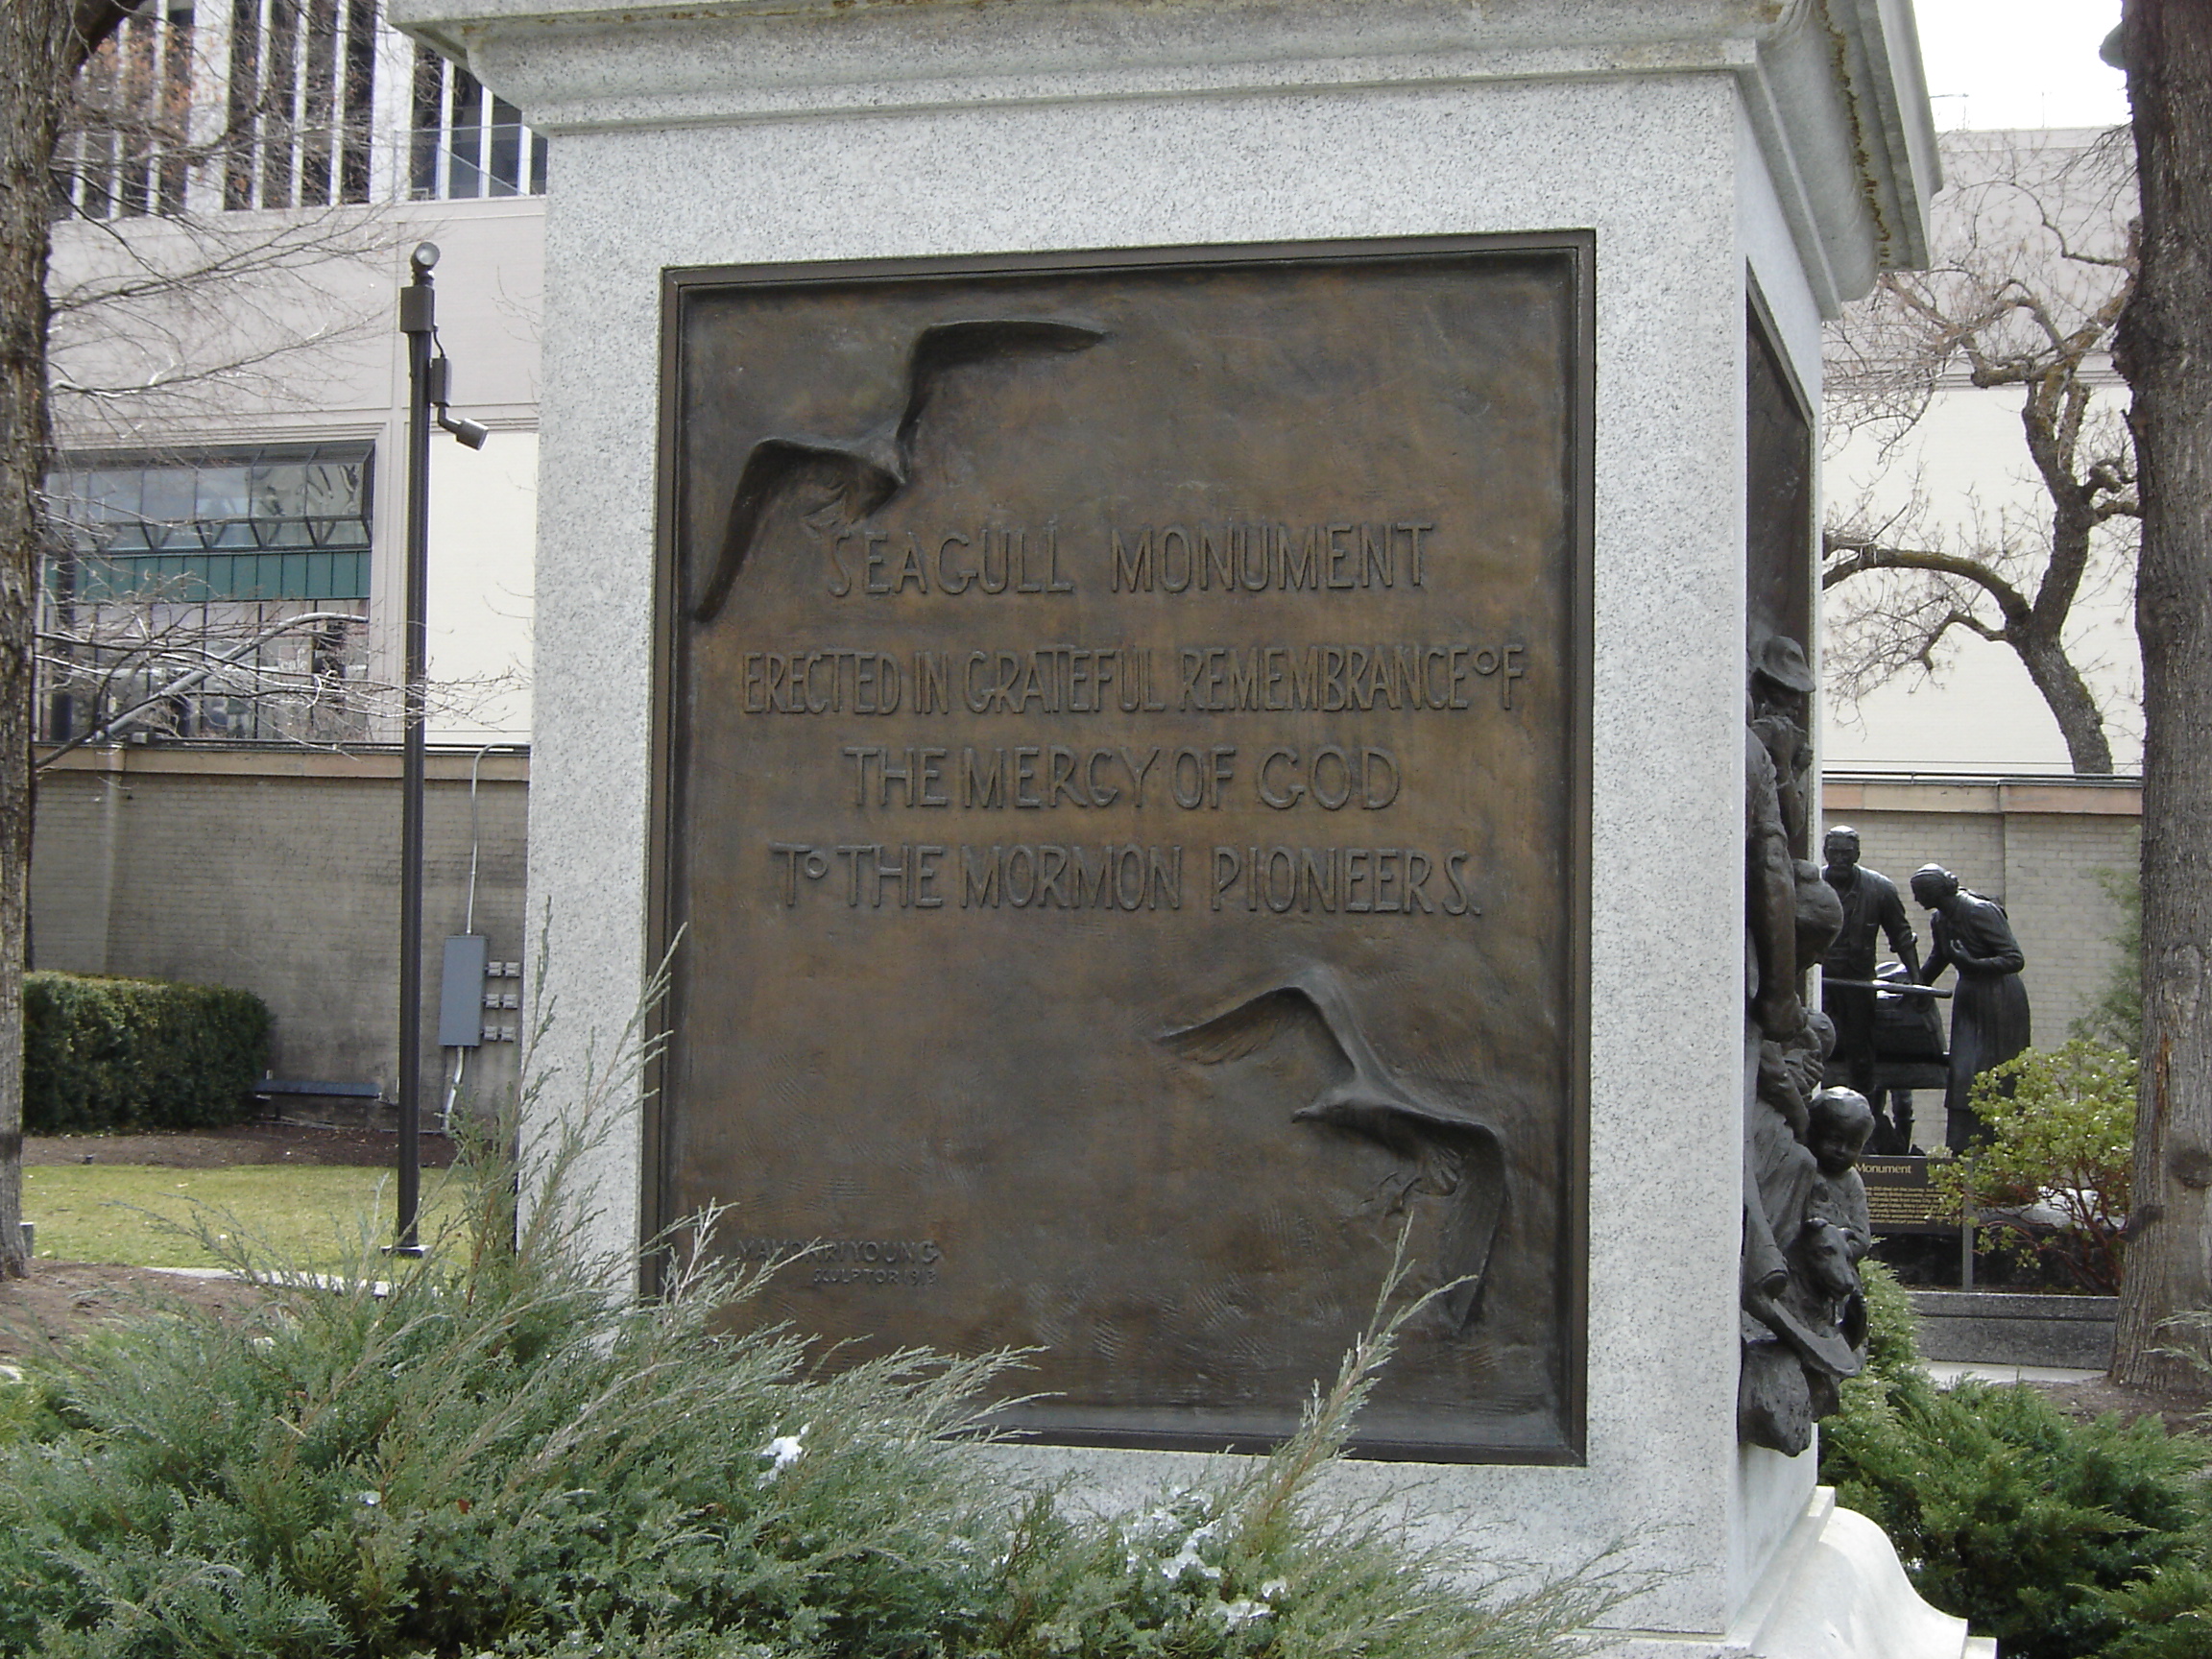 SEAGULL MONUMENT
ERECTED IN GRATEFUL REMEMBRANCE OF
THE MERCY OF GOD
TO THE MORMON PIONEERS.
MAHONRI YOUNG
SCULPTOR 1913
Monument
cafe